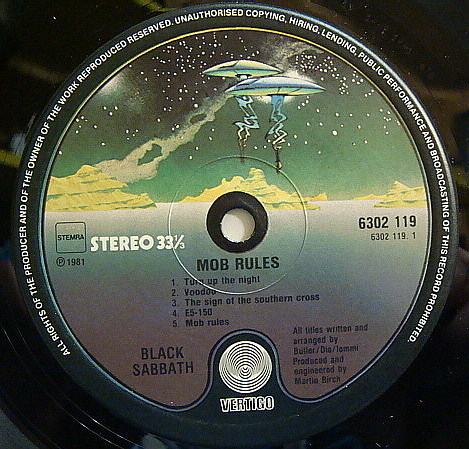 ALL RIGHTS OF THE PRODUCER AND OF THE OWNER OF THE WORK REPRODUCED RESERVED. UNAUTHORISED COPYING, HIRING, LENDING, PUBLIC PERFORMANCE AND BROADCASTING OF THIS RECORD PROHIBITED.
STEMRA
STEREO 33⅓
6302 119
6302 119.1
℗ 1981
MOB RULES
1. Turn up the night
2. Voodoo
3. The sign of the southern cross
4. E5-150
5. Mob rules
BLACK
SABBATH
All titles written and
arranged by
Butler/Dio/Iommi
Produced and
engineered by
Martin Birch
VERTIGO